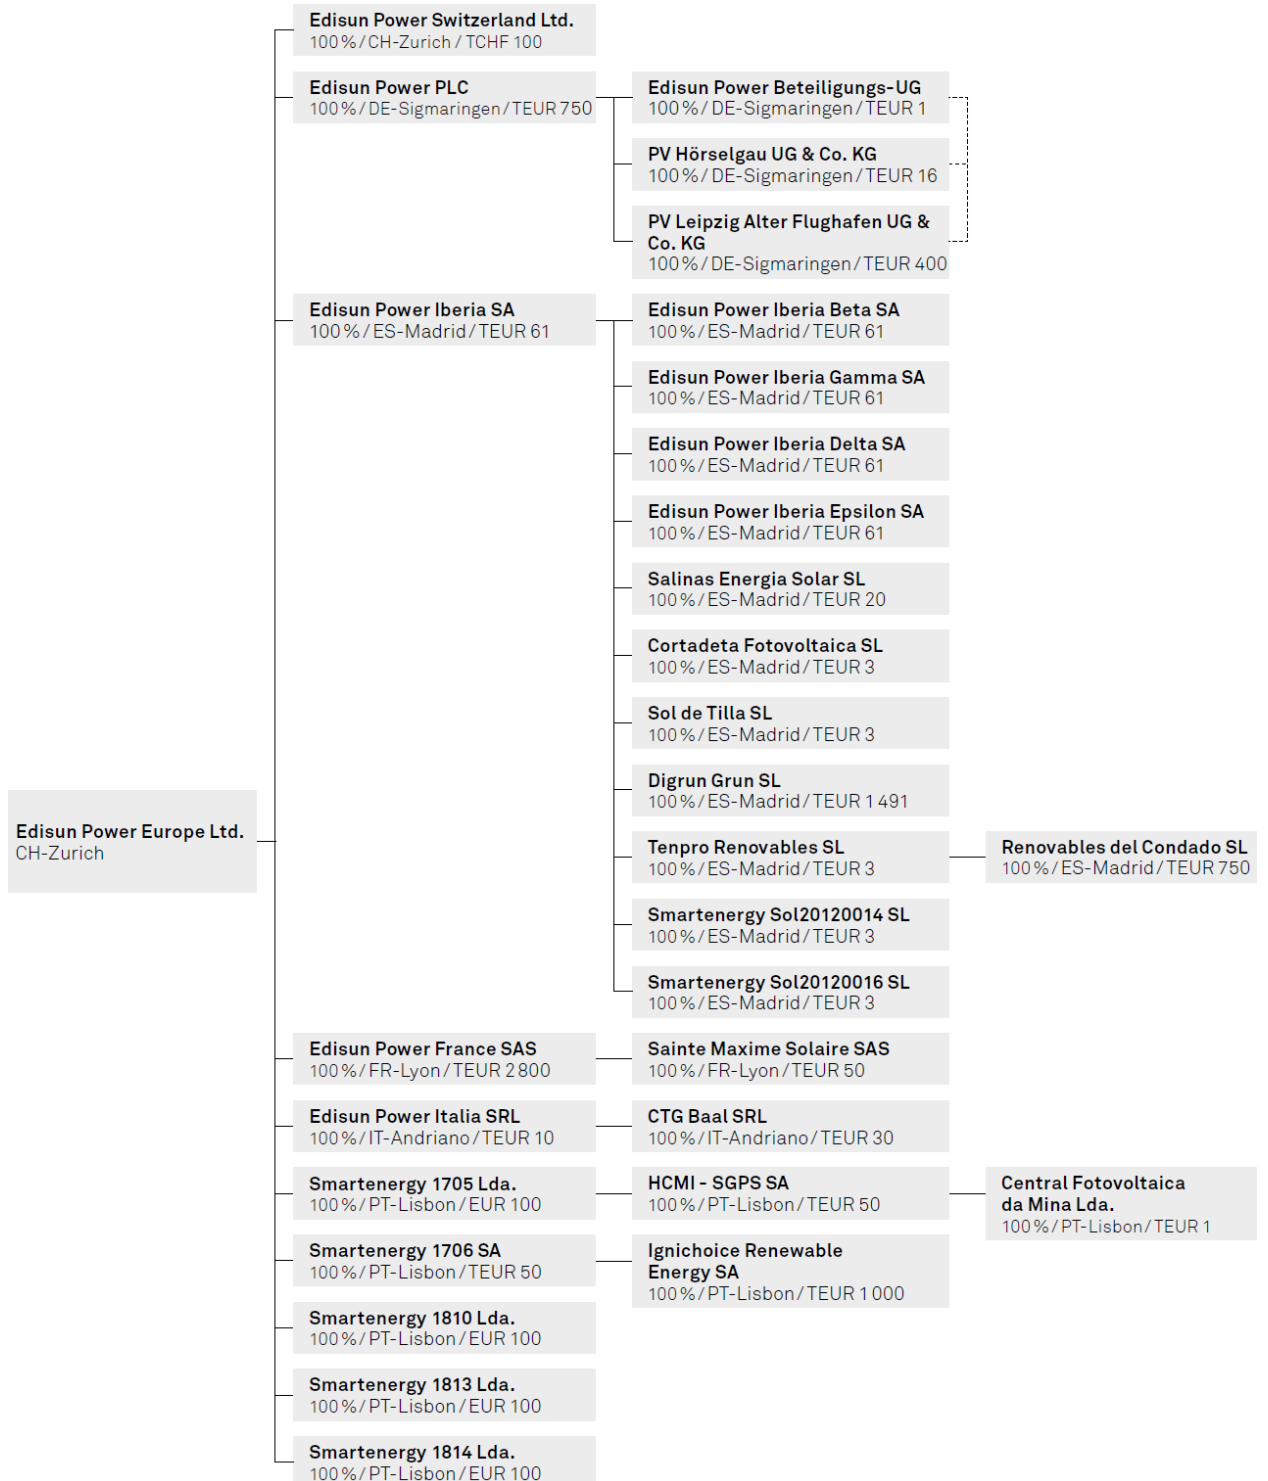 Edisun Power Switzerland Ltd.
100%/CH-Zurich / TCHF 100
Edisun Power PLC
100%/DE-Sigmaringen/TEUR 750
Edisun Power Beteiligungs-UG
100%/DE-Sigmaringen/TEUR 1
PV Hörselgau UG & Co. KG
100%/DE-Sigmaringen/TEUR 16
PV Leipzig Alter Flughafen UG &
Co. KG
100%/DE-Sigmaringen/TEUR 400
Edisun Power Iberia SA
100%/ES-Madrid/TEUR 61
Edisun Power Iberia Beta SA
100%/ES-Madrid/TEUR 61
Edisun Power Iberia Gamma SA
100%/ES-Madrid/TEUR 61
Edisun Power Iberia Delta SA
100%/ES-Madrid/TEUR 61
Edisun Power Iberia Epsilon SA
100%/ES-Madrid/TEUR 61
Salinas Energia Solar SL
100%/ES-Madrid/TEUR 20
Cortadeta Fotovoltaica SL
100%/ES-Madrid/TEUR 3
Sol de Tilla SL
100%/ES-Madrid/TEUR 3
Digrun Grun SL
100%/ES-Madrid/TEUR 1 491
Edisun Power Europe Ltd.
CH-Zurich
Tenpro Renovables SL
100%/ES-Madrid/TEUR 3
Renovables del Condado SL
100%/ES-Madrid/TEUR 750
Smartenergy Sol20120014 SL
100%/ES-Madrid/TEUR 3
Smartenergy Sol20120016 SL
100%/ES-Madrid/TEUR 3
Edisun Power France SAS
100%/FR-Lyon/TEUR 2 800
Sainte Maxime Solaire SAS
100%/FR-Lyon/TEUR 50
Edisun Power Italia SRL
100%/IT-Andriano/TEUR 10
CTG Baal SRL
100%/IT-Andriano/TEUR 30
Smartenergy 1705 Lda.
100%/PT-Lisbon/EUR 100
HCMI - SGPS SA
100%/PT-Lisbon/TEUR 50
Central Fotovoltaica
da Mina Lda.
100%/PT-Lisbon/TEUR 1
Smartenergy 1706 SA
100%/PT-Lisbon/TEUR 50
Ignichoice Renewable
Energy SA
100%/PT-Lisbon/TEUR 1 000
Smartenergy 1810 Lda.
100%/PT-Lisbon/EUR 100
Smartenergy 1813 Lda.
100%/PT-Lisbon/EUR 100
Smartenergy 1814 Lda.
100%/PT-Lisbon/EUR 100